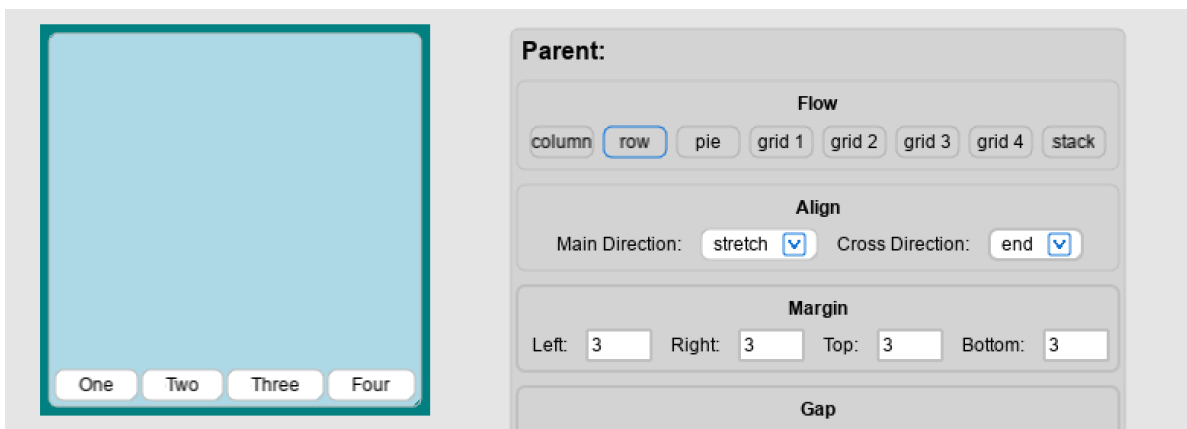 Parent:
Flow
column row pie grid 1 grid 2 grid 3 grid 4 stack
Align
Main Direction: stretch Cross Direction: end
Margin
Left: 3 Right: 3 Top: 3 Bottom: 3
One Two Three Four
Gap